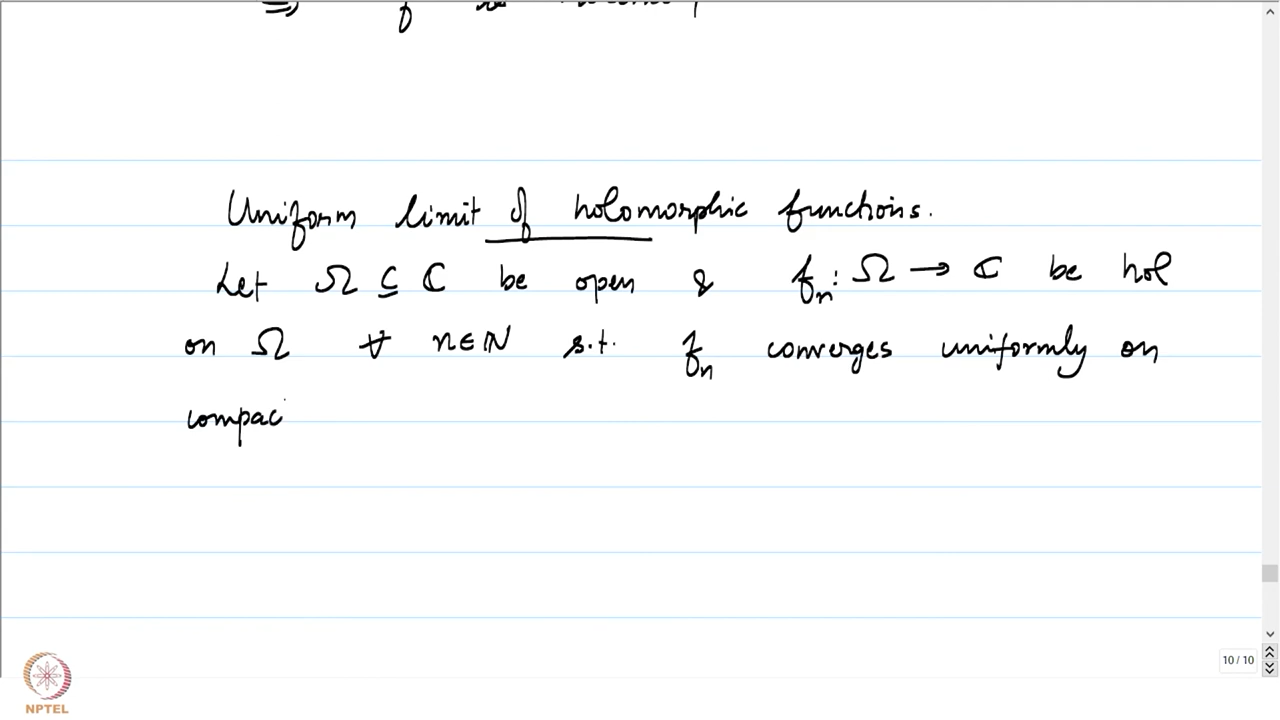 Uniform limit of holomorphic functions.
Let Ω ⊆ ℂ be open & fₙ: Ω → ℂ be hol
on Ω ∀ n∈ℕ s.t. fₙ converges uniformly on
compac
10 / 10
NPTEL